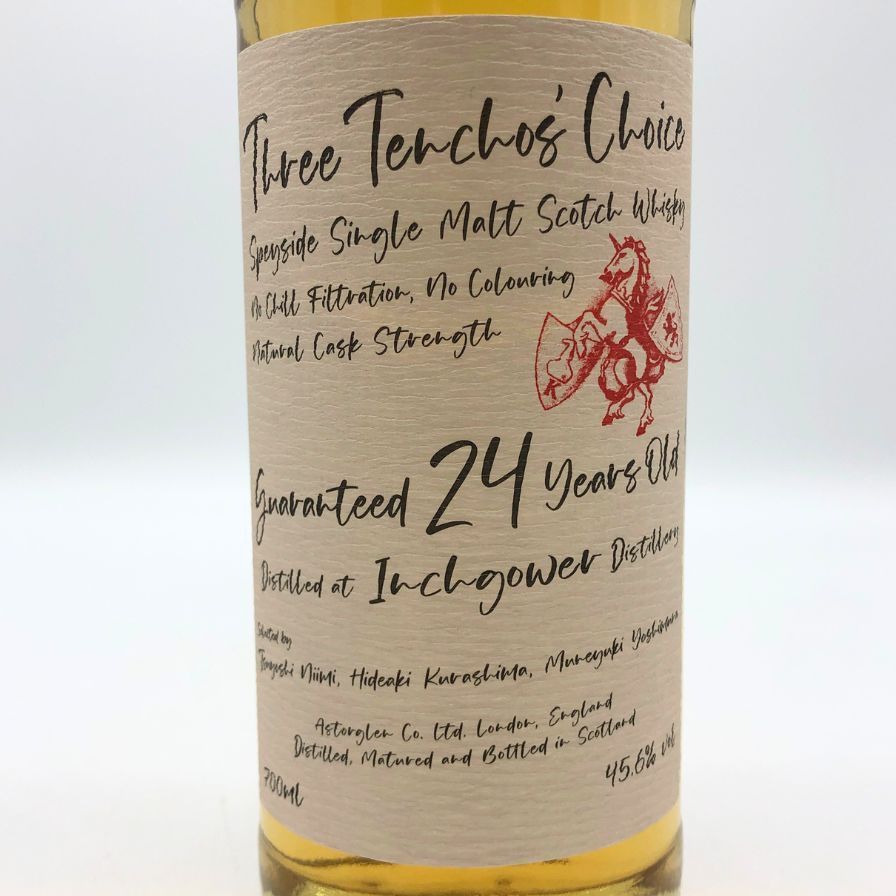 Three Tenchos' Choice
Speyside Single Malt Scotch Whisky
No Chill Filtration, No Colouring
Natural Cask Strength
Guaranteed 24 Years Old
Distilled at Inchgower Distillery
Selected by
Tsuyoshi Niimi, Hideaki Kurashima, Muneyuki Yoshimura
Astorglen Co. Ltd. London, England
Distilled, Matured and Bottled in Scotland
700ml
45.6% vol